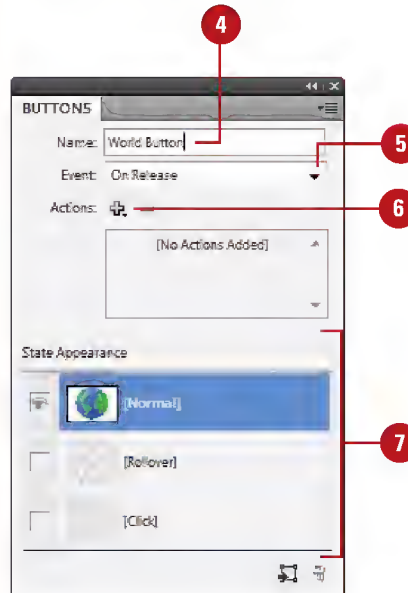 4
BUTTONS
Name: World Button
5
Event: On Release
6
Actions:
[No Actions Added]
State Appearance
[Normal]
7
[Rollover]
[Click]